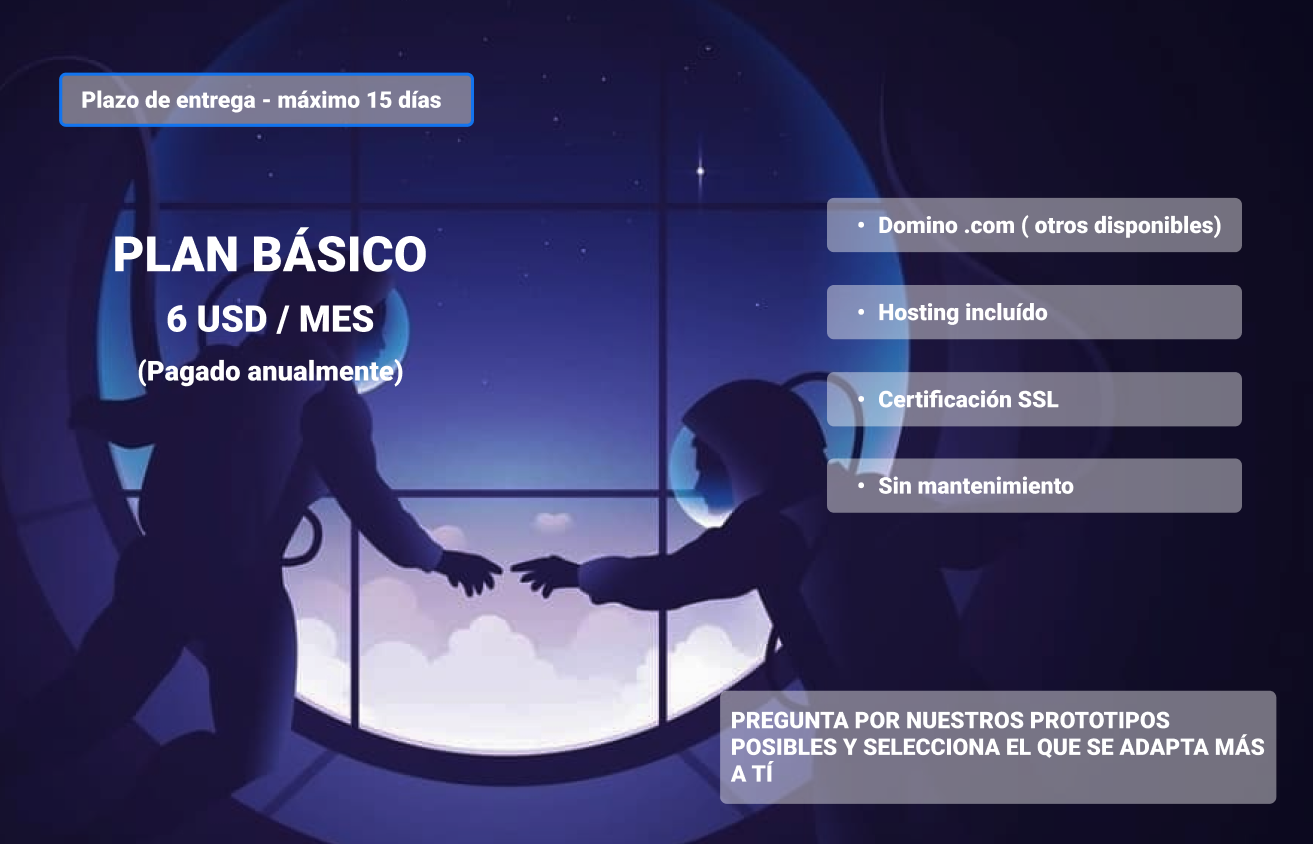 Plazo de entrega - máximo 15 días
PLAN BÁSICO
6 USD / MES
(Pagado anualmente)
• Domino .com ( otros disponibles)
• Hosting incluído
• Certificación SSL
• Sin mantenimiento
PREGUNTA POR NUESTROS PROTOTIPOS
POSIBLES Y SELECCIONA EL QUE SE ADAPTA MÁS
A TÍ